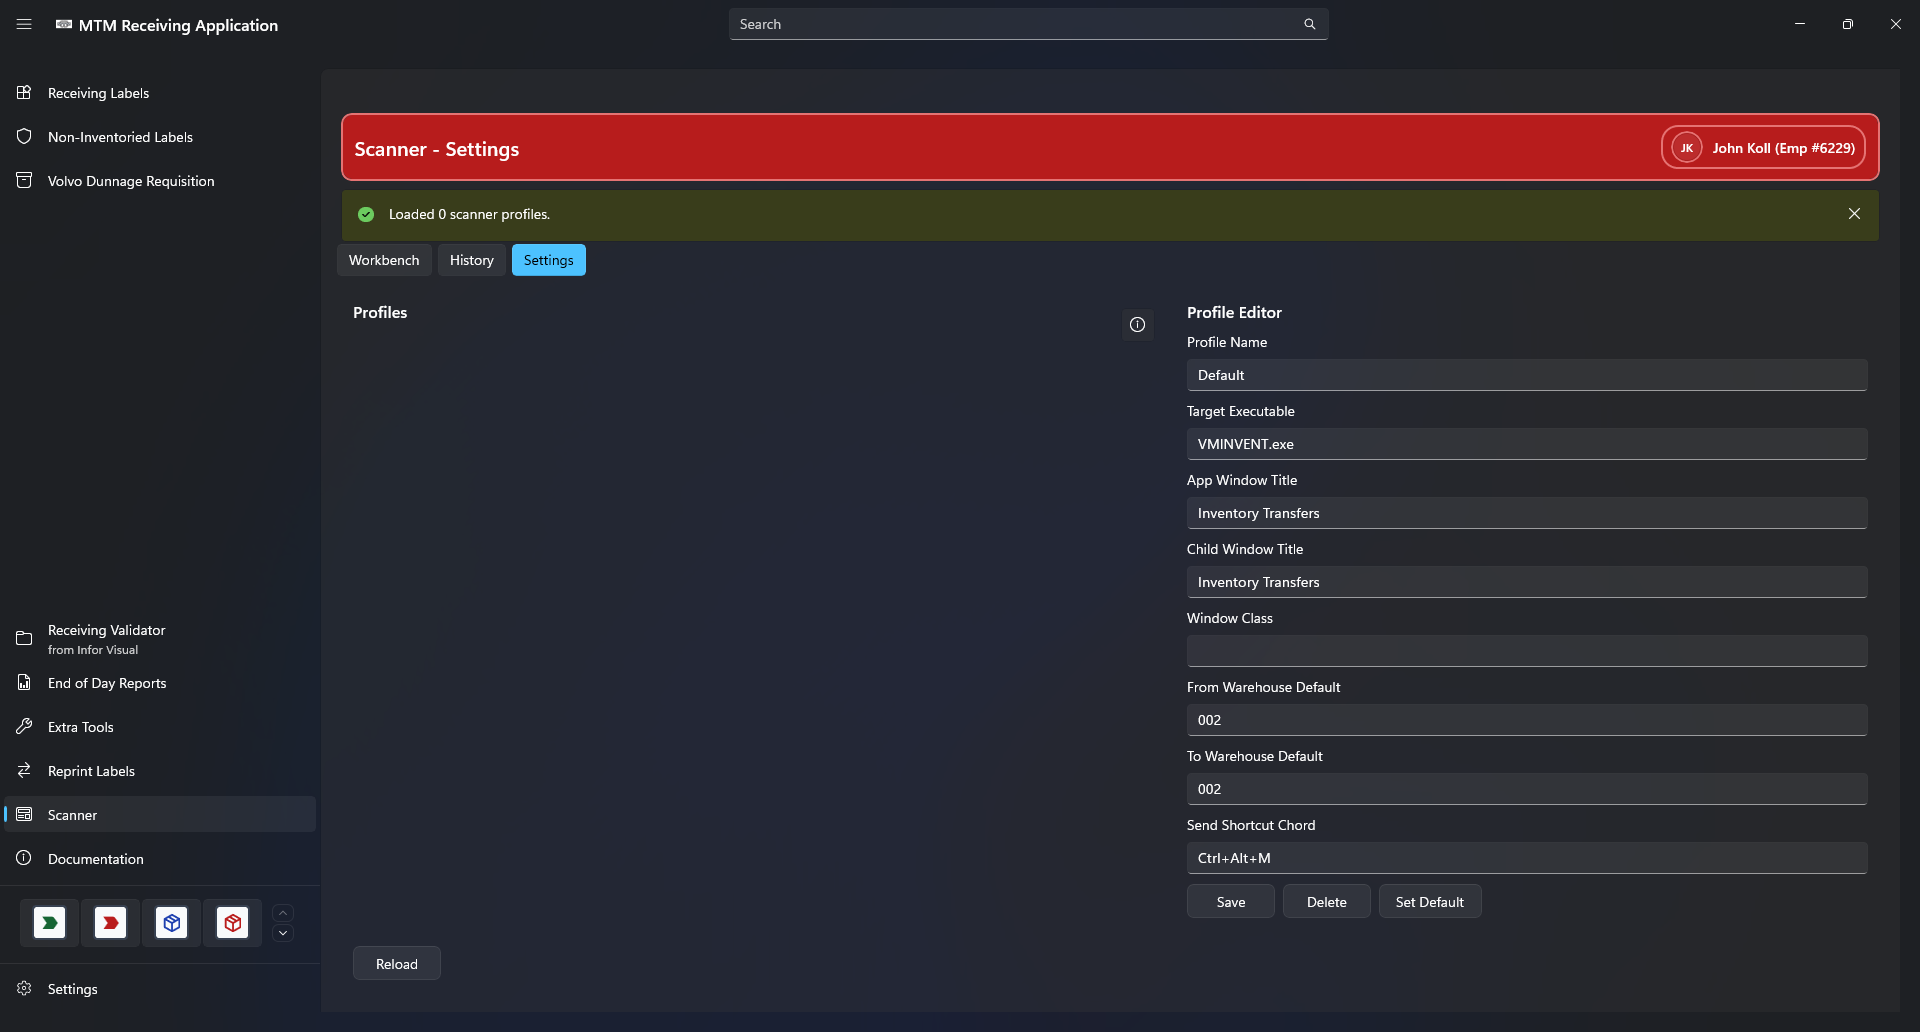 MTM Receiving Application
Search
Receiving Labels
Non-Inventoried Labels
Volvo Dunnage Requisition
Scanner - Settings
JK
John Koll (Emp #6229)
Loaded 0 scanner profiles.
Workbench
History
Settings
Profiles
Profile Editor
Profile Name
Default
Target Executable
VMINVENT.exe
App Window Title
Inventory Transfers
Child Window Title
Inventory Transfers
Window Class
From Warehouse Default
002
To Warehouse Default
002
Send Shortcut Chord
Ctrl+Alt+M
Save
Delete
Set Default
Reload
Receiving Validator
from Infor Visual
End of Day Reports
Extra Tools
Reprint Labels
Scanner
Documentation
Settings